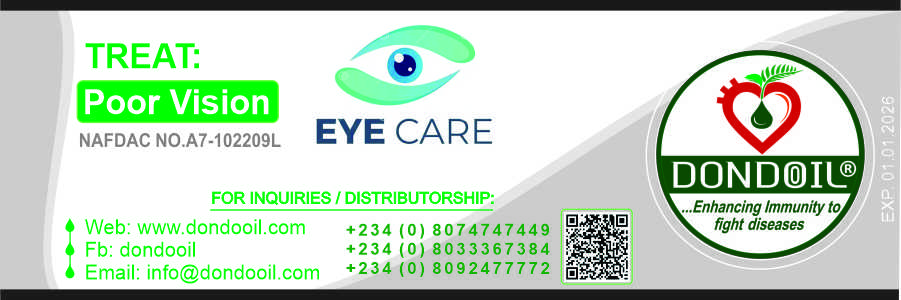 TREAT:
Poor Vision
NAFDAC NO.A7-102209L
EYE CARE
FOR INQUIRIES / DISTRIBUTORSHIP:
Web: www.dondooil.com
Fb: dondooil
Email: info@dondooil.com
+234 (0) 8074747449
+234 (0) 8033367384
+234 (0) 8092477772
DONDOOIL®
...Enhancing Immunity to
fight diseases
EXP. 01.01.2026